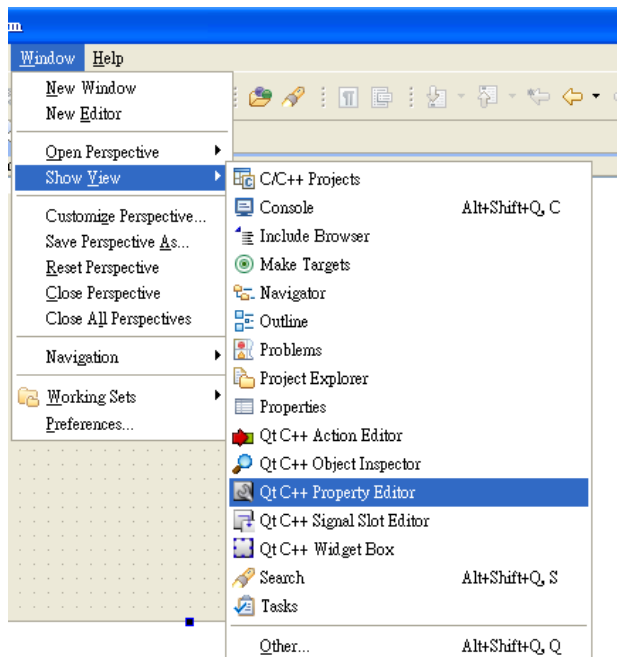 Window Help
New Window
New Editor
Open Perspective
Show View
Customize Perspective...
Save Perspective As...
Reset Perspective
Close Perspective
Close All Perspectives
Navigation
Working Sets
Preferences...
C/C++ Projects
Console Alt+Shift+Q, C
Include Browser
Make Targets
Navigator
Outline
Problems
Project Explorer
Properties
Qt C++ Action Editor
Qt C++ Object Inspector
Qt C++ Property Editor
Qt C++ Signal Slot Editor
Qt C++ Widget Box
Search Alt+Shift+Q, S
Tasks
Other... Alt+Shift+Q, Q